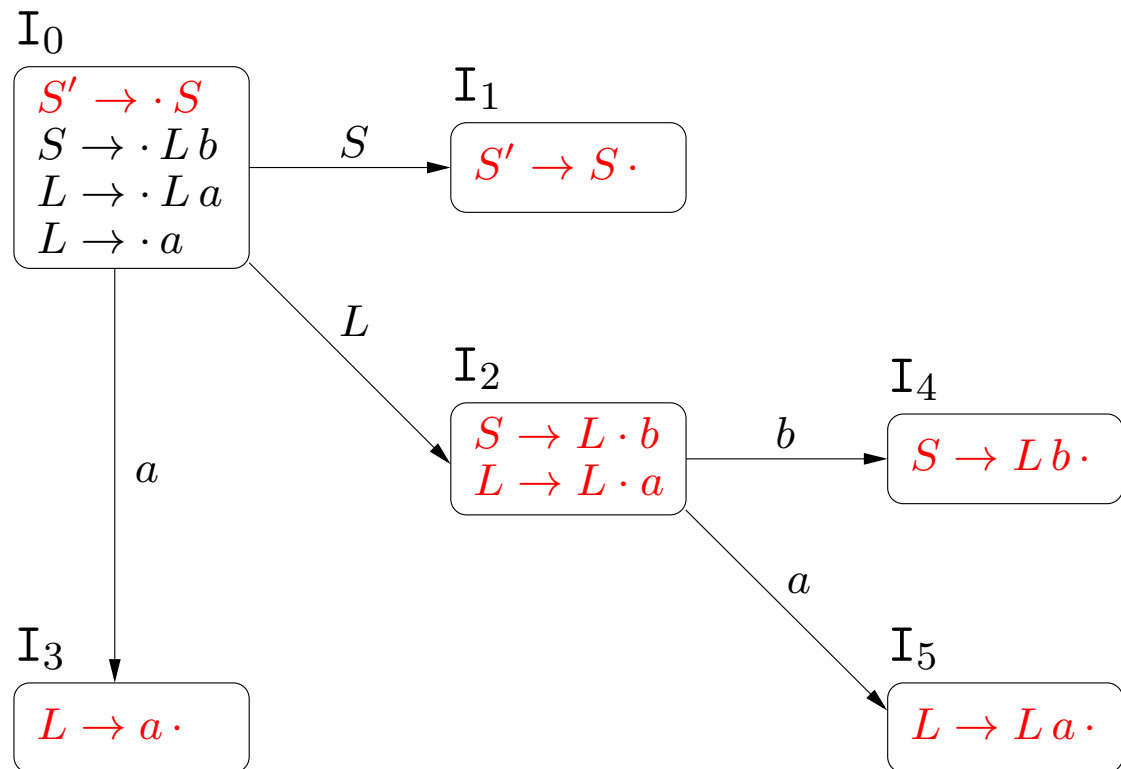 I₀
S′ → · S
S → · L b
L → · L a
L → · a
S
I₁
S′ → S ·
L
a
I₂
S → L · b
L → L · a
b
I₄
S → L b ·
a
I₃
L → a ·
I₅
L → L a ·